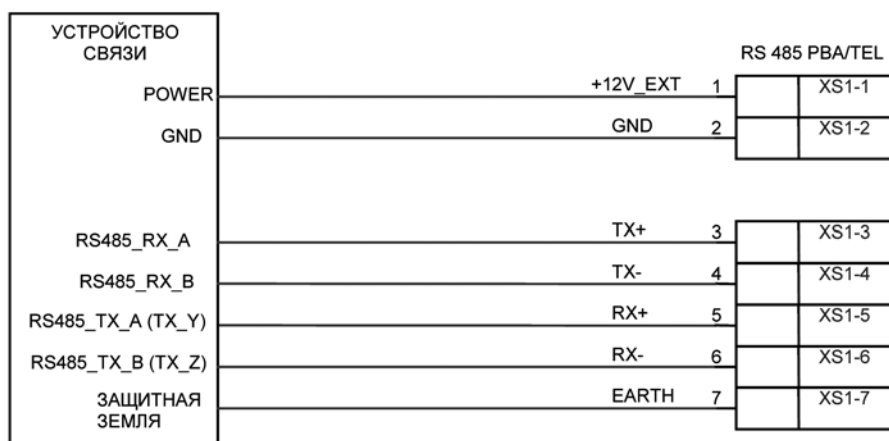 УСТРОЙСТВО
СВЯЗИ
RS 485 PBA/TEL
POWER +12V_EXT 1 XS1-1
GND GND 2 XS1-2
RS485_RX_A TX+ 3 XS1-3
RS485_RX_B TX- 4 XS1-4
RS485_TX_A (TX_Y) RX+ 5 XS1-5
RS485_TX_B (TX_Z) RX- 6 XS1-6
ЗАЩИТНАЯ
ЗЕМЛЯ
EARTH 7 XS1-7